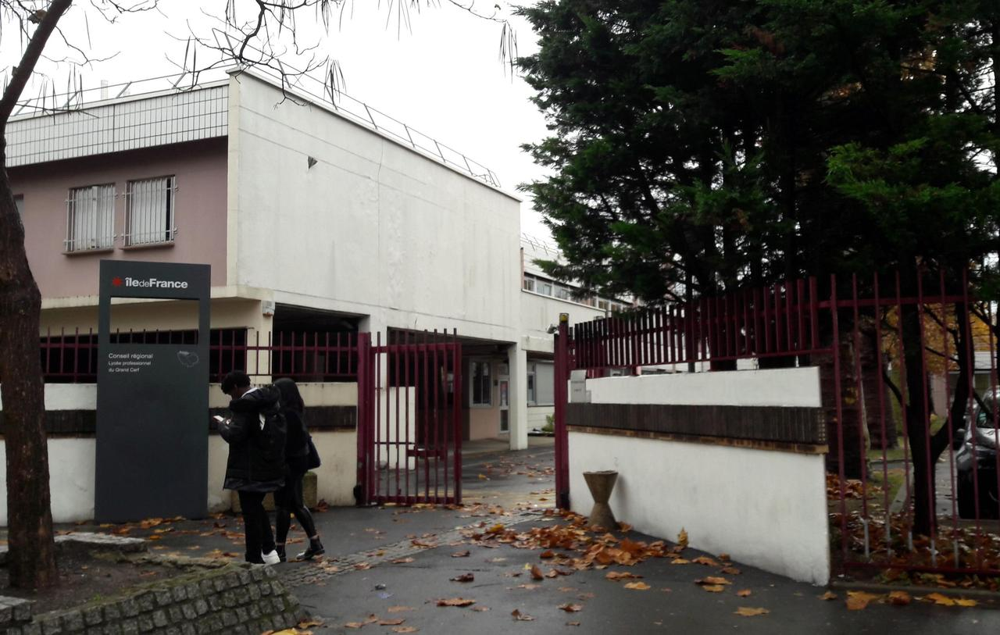 îledeFrance
Conseil régional
Lycée professionnel
du Grand Cerf